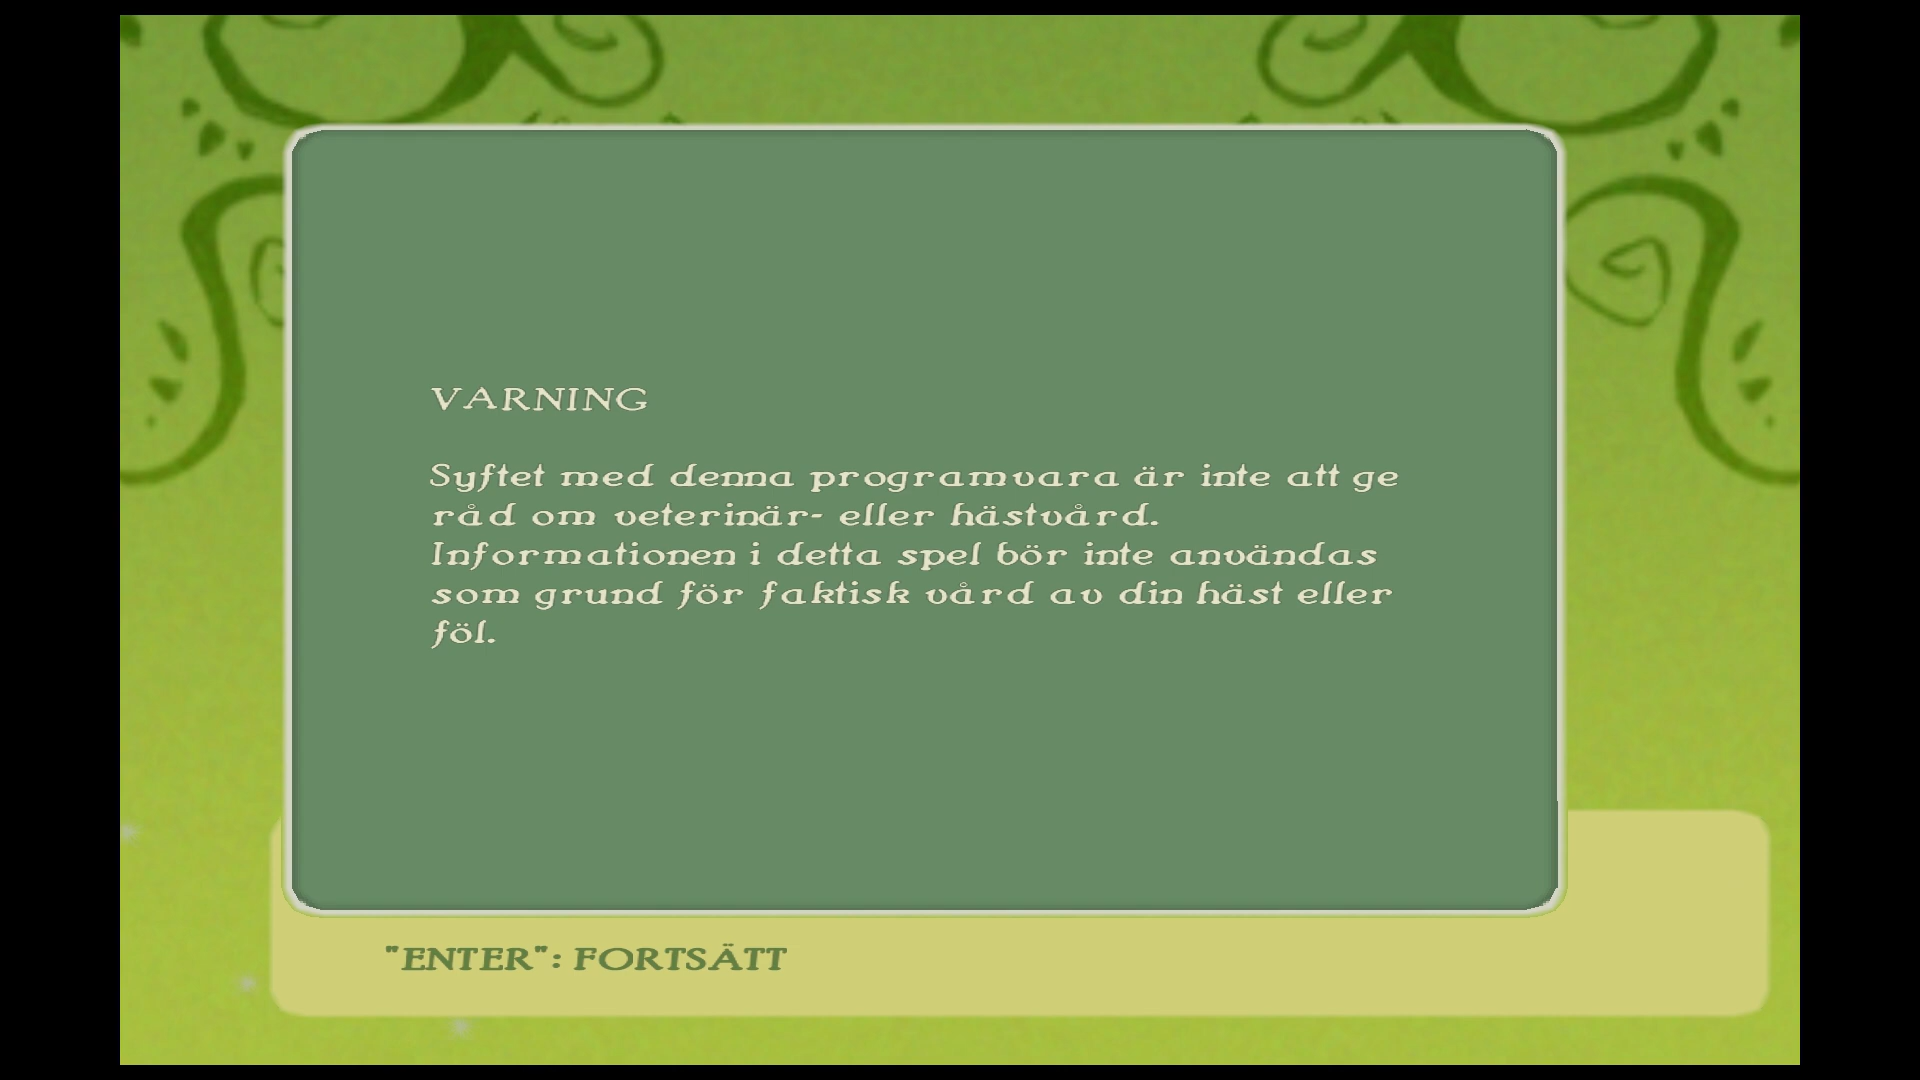 VARNING
Syftet med denna programvara är inte att ge
råd om veterinär- eller hästvård.
Informationen i detta spel bör inte användas
som grund för faktisk vård av din häst eller
föl.
"ENTER": FORTSÄTT